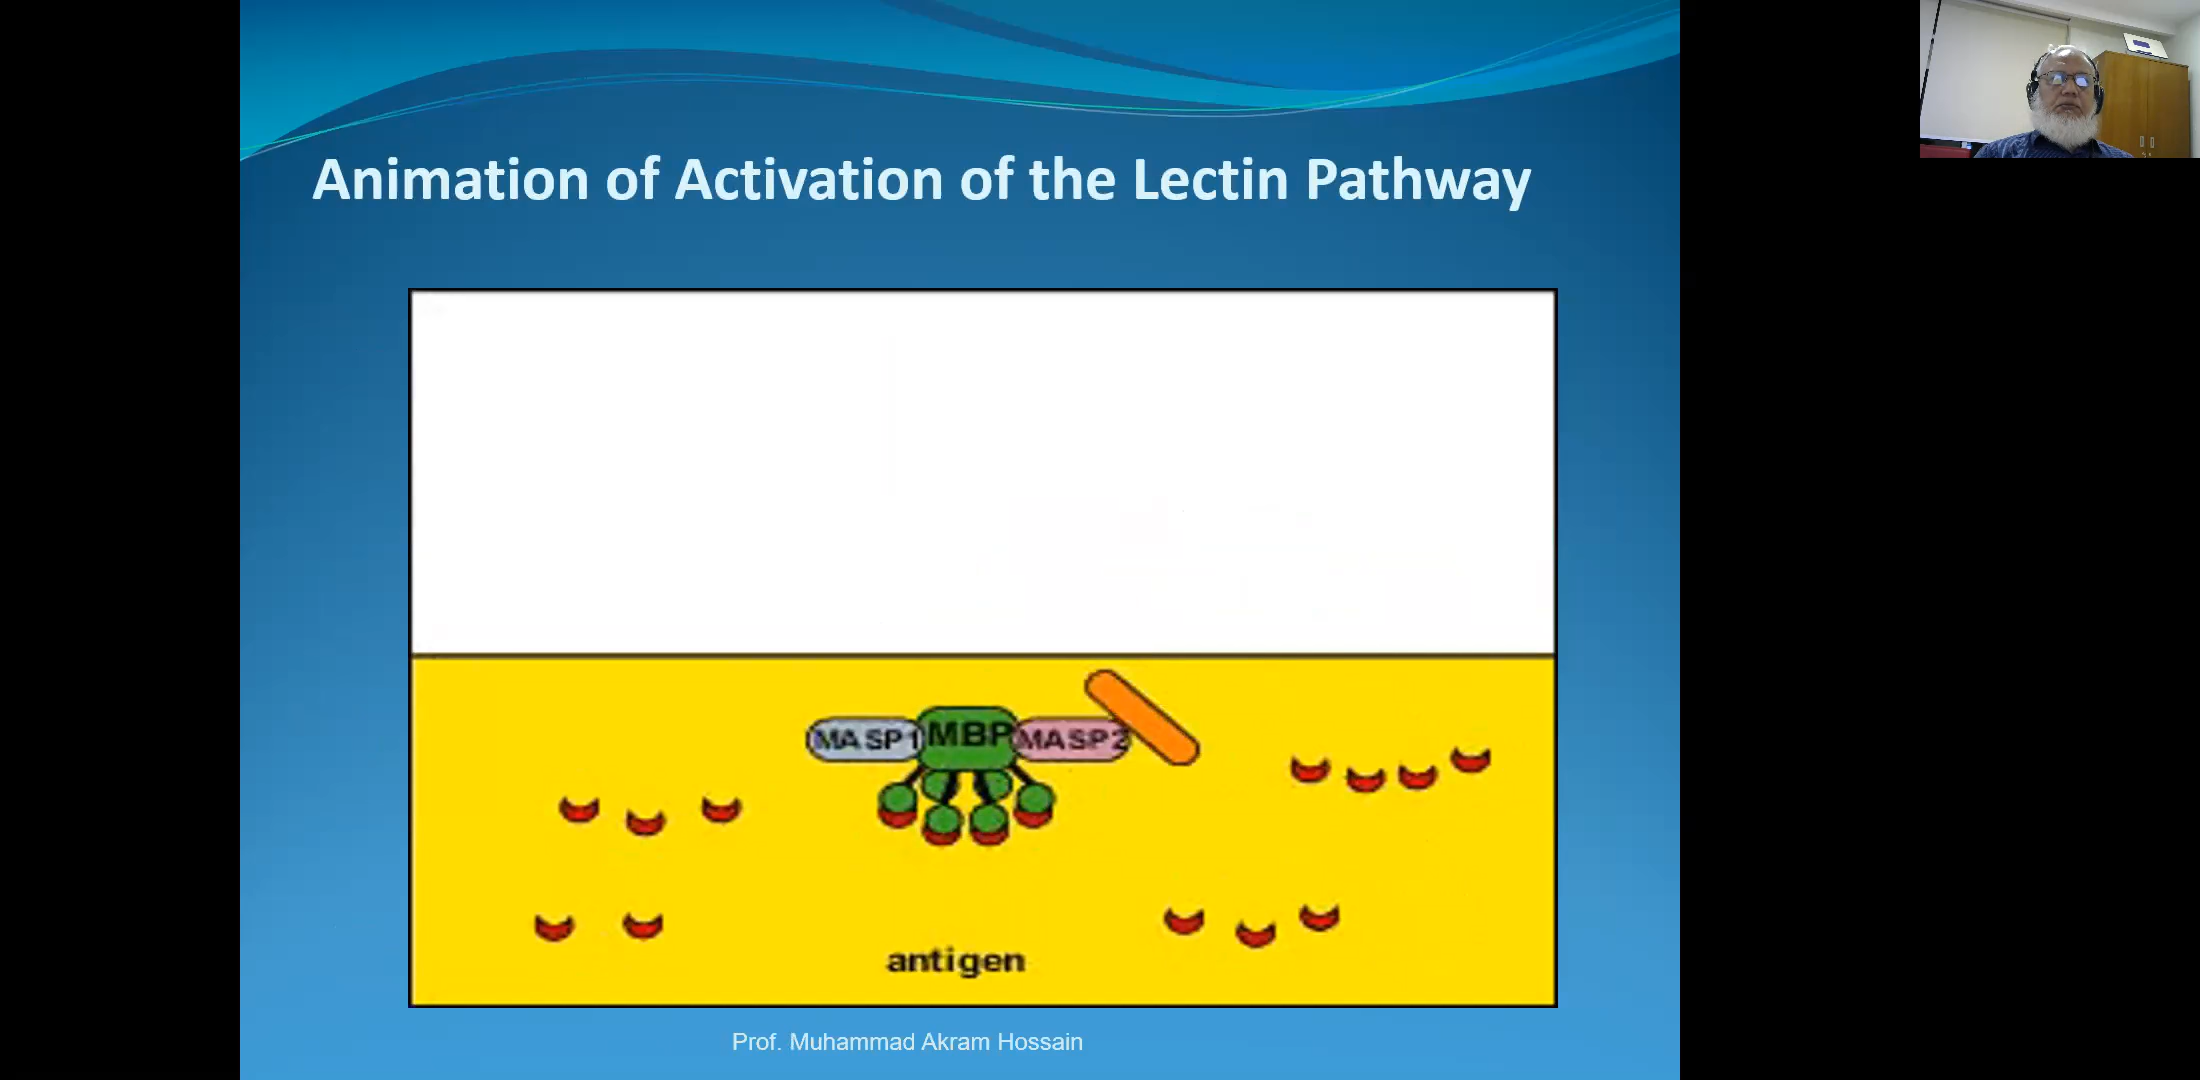 Animation of Activation of the Lectin Pathway
MASP1 MBP MASP2
antigen
Prof. Muhammad Akram Hossain